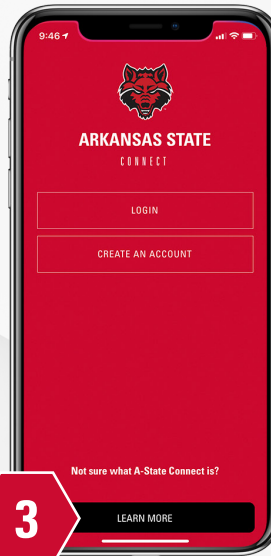 9:46
ARKANSAS STATE
CONNECT
LOGIN
CREATE AN ACCOUNT
Not sure what A-State Connect is?
3
LEARN MORE